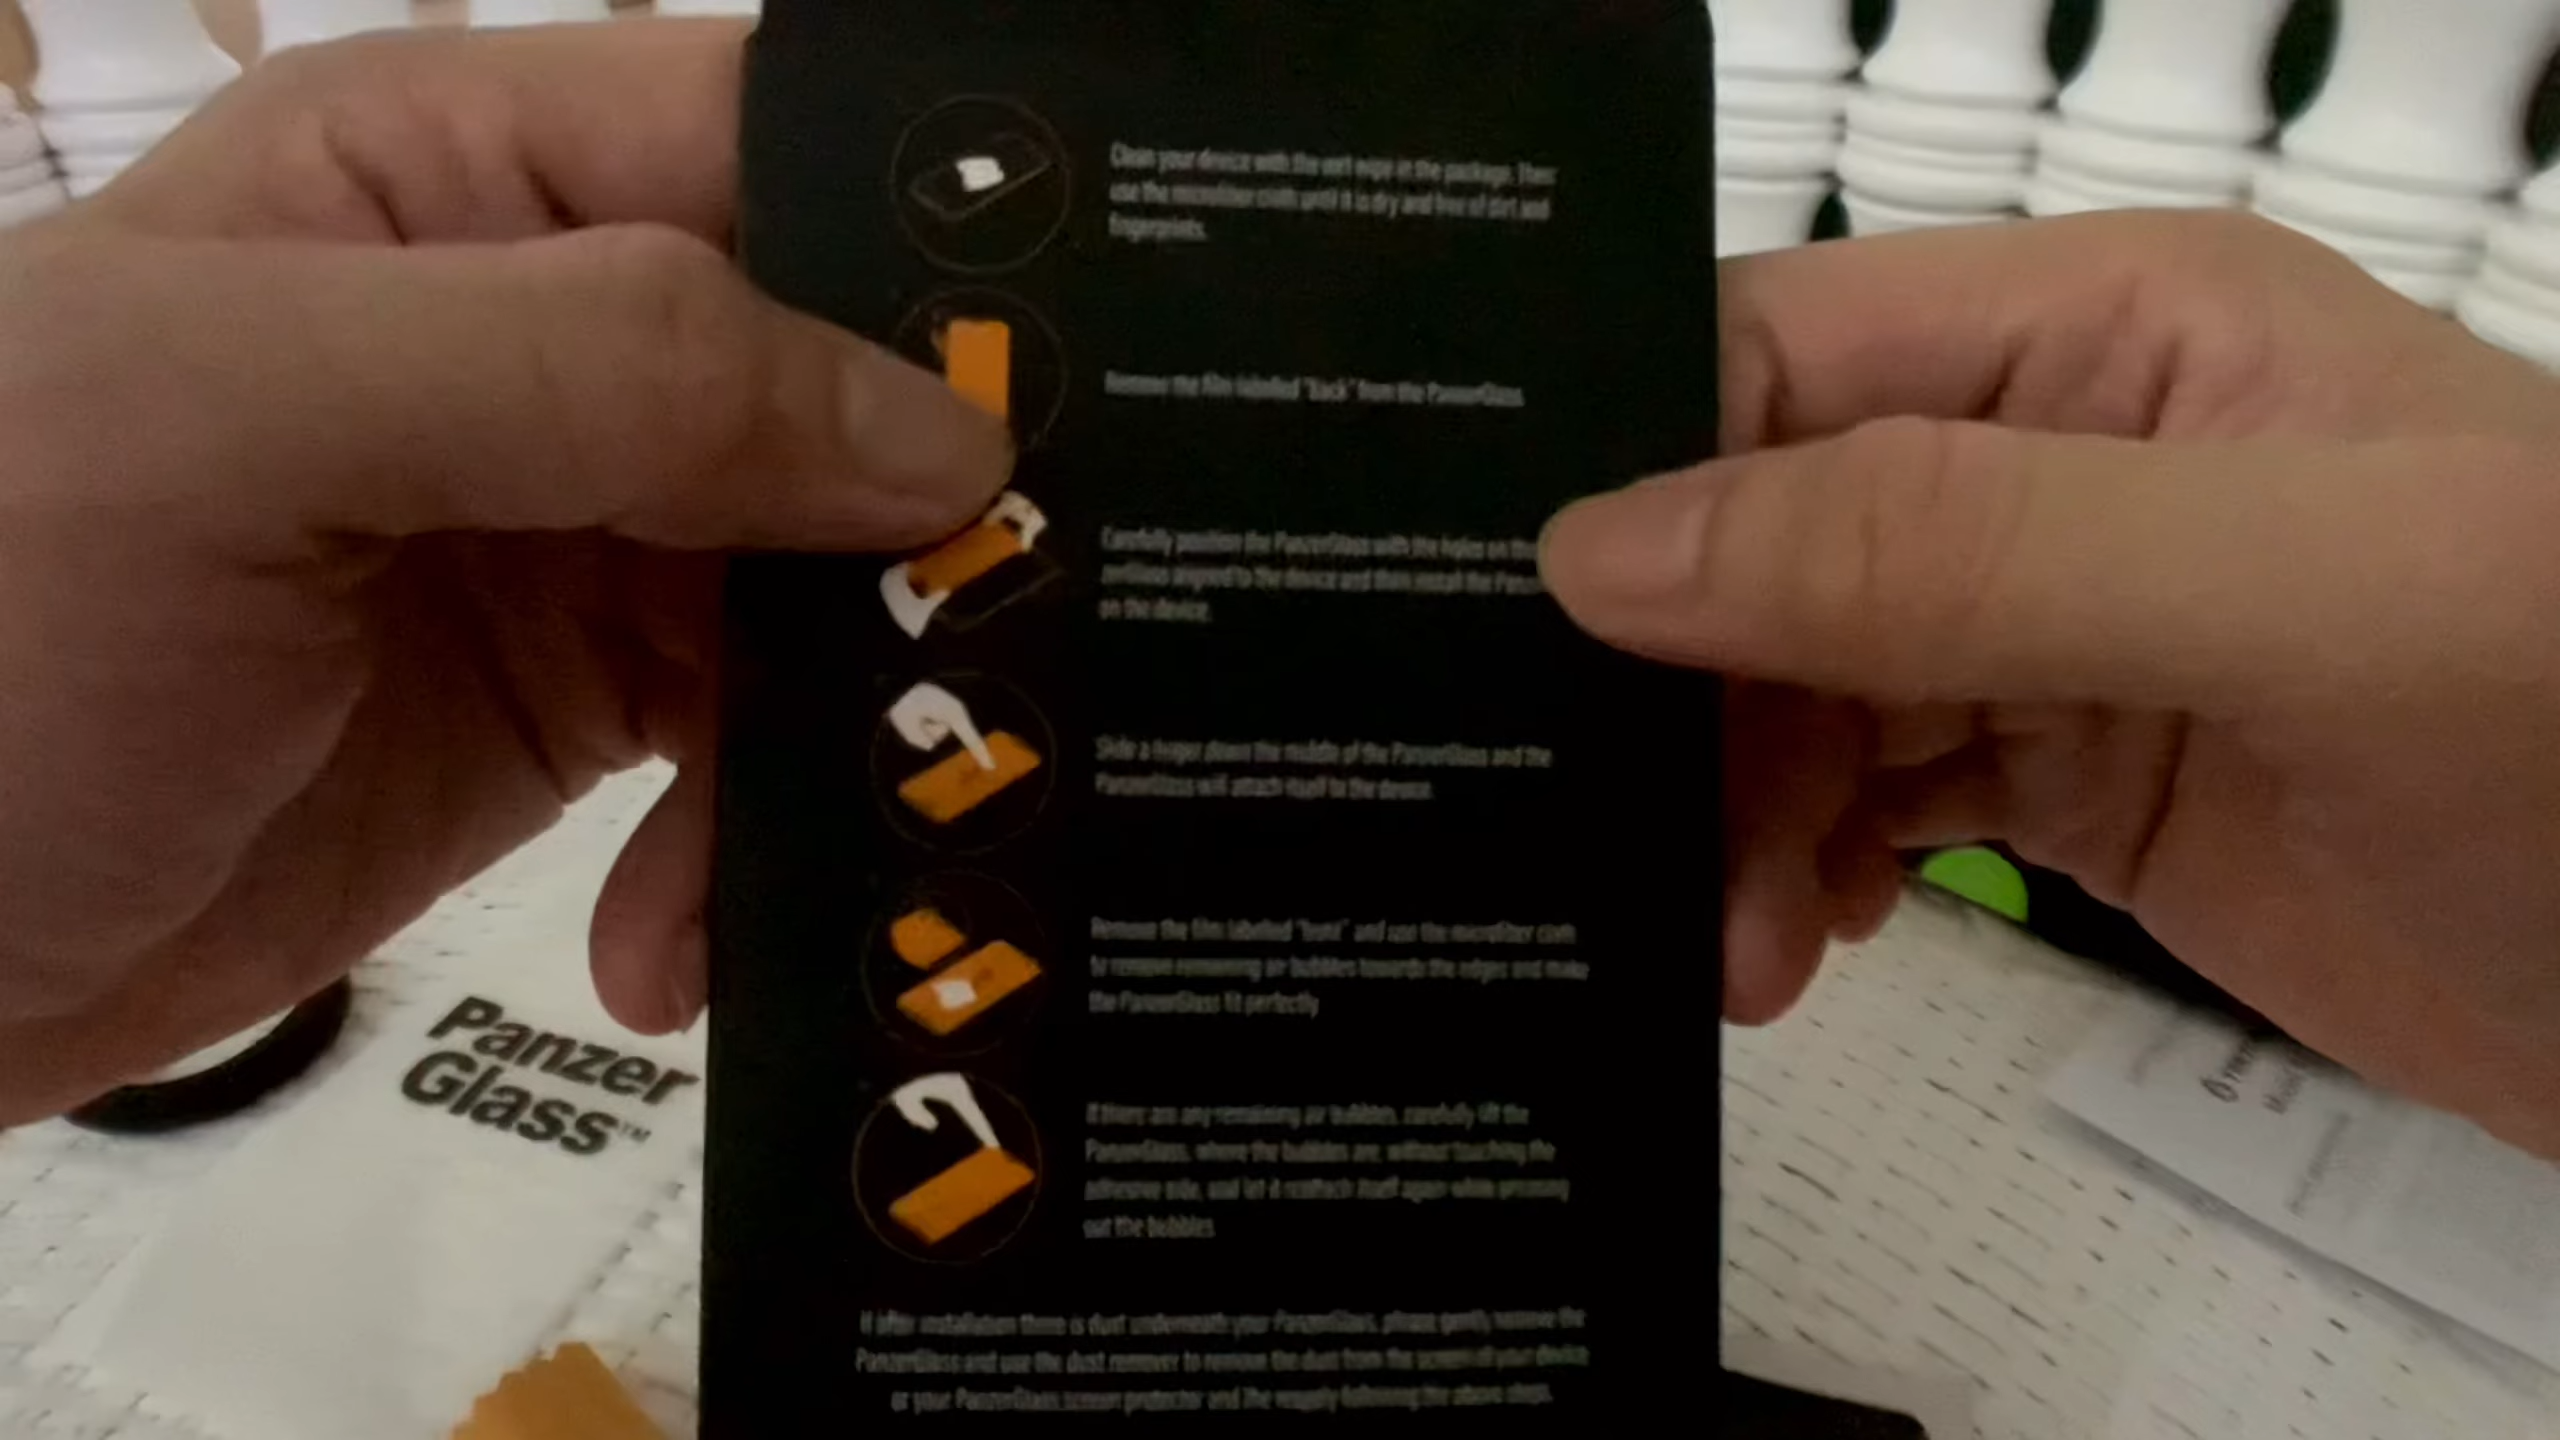 Clean your device with the wet wipe in the package. Then
use the microfiber cloth until it is dry and free of dirt and
fingerprints.
Remove the film labelled "back" from the PanzerGlass
Carefully position the PanzerGlass with the holes on the
zerGlass aligned to the device and then install the Panz
on the device.
Slide a finger down the middle of the PanzerGlass and the
PanzerGlass will attach itself to the device.
Remove the film labelled "front" and use the microfiber cloth
to remove remaining air bubbles towards the edges and make
the PanzerGlass fit perfectly
If there are any remaining air bubbles, carefully lift the
PanzerGlass, where the bubbles are, without touching the
adhesive side, and let it reattach itself again while pressing
out the bubbles
If after installation there is dust underneath your PanzerGlass, please gently remove the
PanzerGlass and use the dust remover to remove the dust from the screen of your device
or your PanzerGlass screen protector and the reapply following the above steps.
Panzer
Glass™